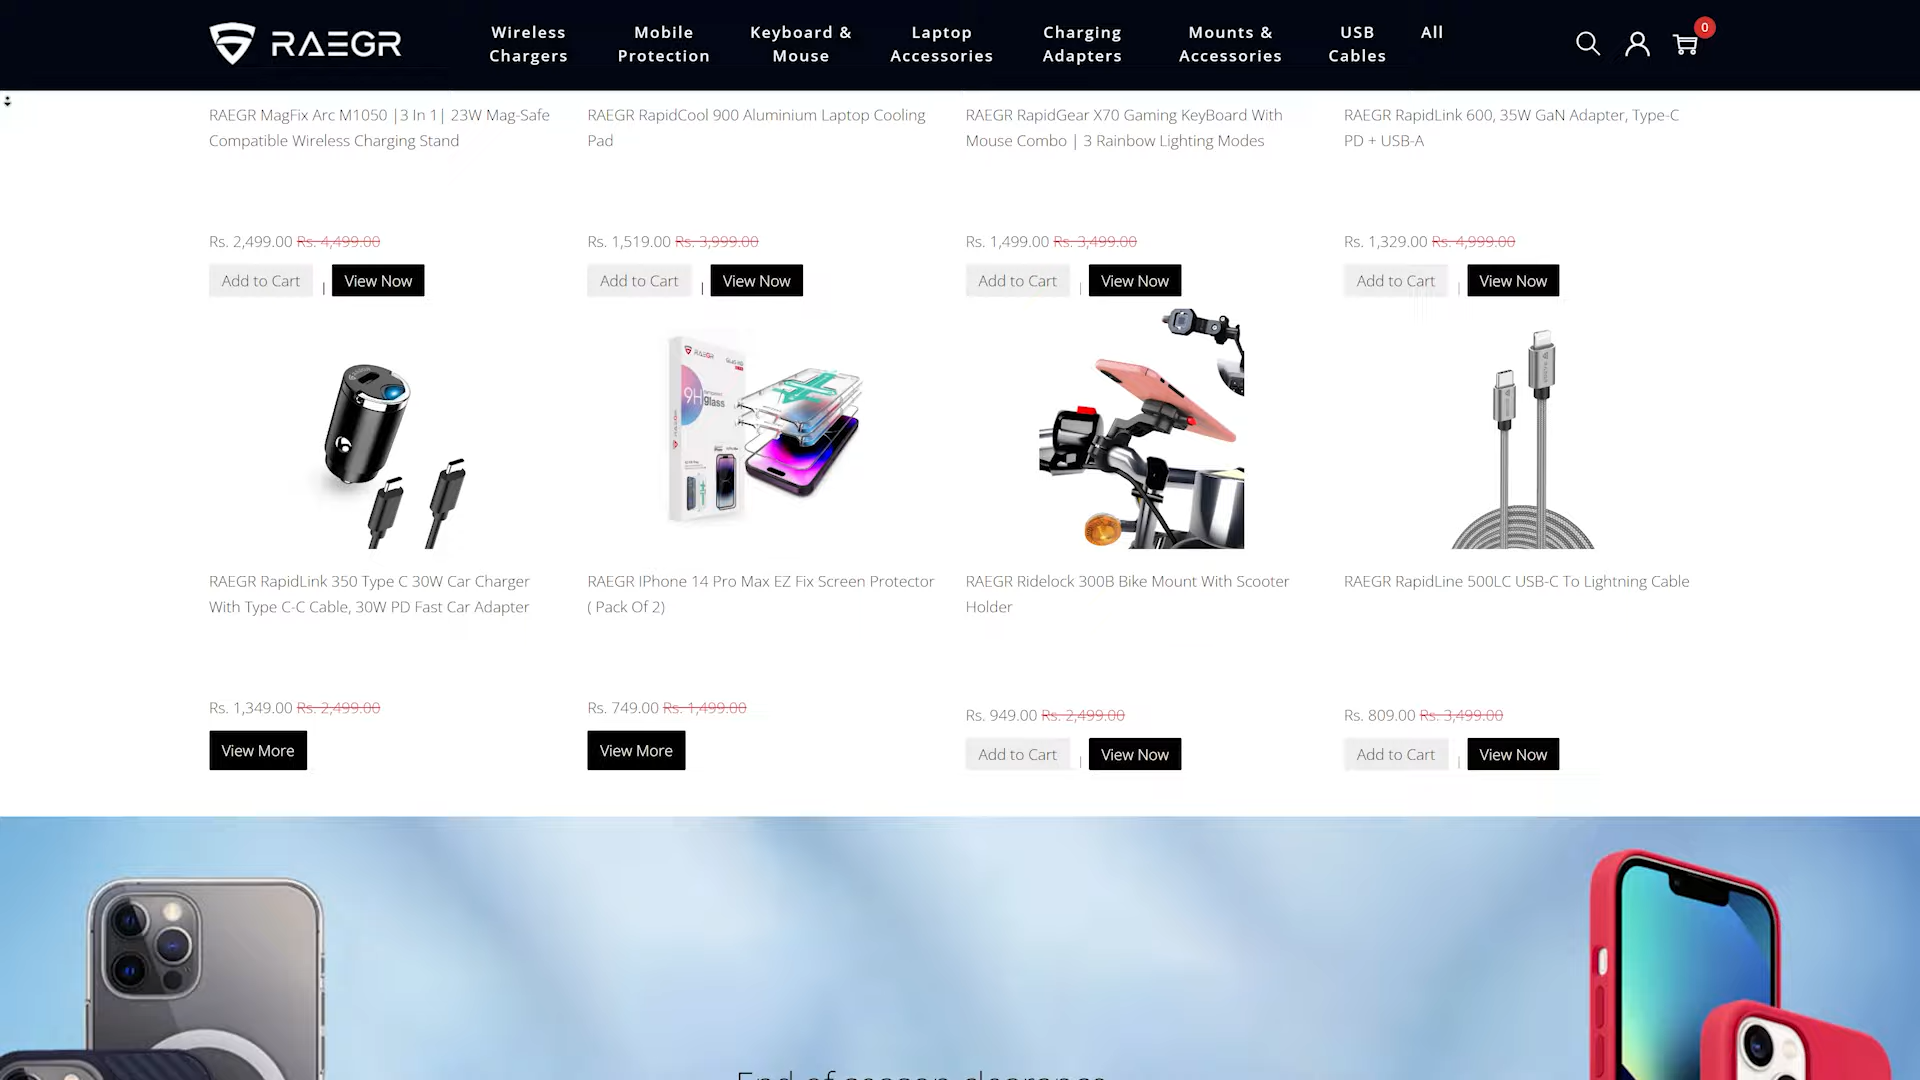 RAEGR
Wireless Chargers
Mobile Protection
Keyboard & Mouse
Laptop Accessories
Charging Adapters
Mounts & Accessories
USB Cables
All
0
RAEGR MagFix Arc M1050 |3 In 1| 23W Mag-Safe
Compatible Wireless Charging Stand
Rs. 2,499.00 Rs. 4,499.00
Add to Cart | View Now
RAEGR RapidCool 900 Aluminium Laptop Cooling
Pad
Rs. 1,519.00 Rs. 3,999.00
Add to Cart | View Now
RAEGR RapidGear X70 Gaming KeyBoard With
Mouse Combo | 3 Rainbow Lighting Modes
Rs. 1,499.00 Rs. 3,499.00
Add to Cart | View Now
RAEGR RapidLink 600, 35W GaN Adapter, Type-C
PD + USB-A
Rs. 1,329.00 Rs. 4,999.00
Add to Cart | View Now
RAEGR RapidLink 350 Type C 30W Car Charger
With Type C-C Cable, 30W PD Fast Car Adapter
Rs. 1,349.00 Rs. 2,499.00
View More
RAEGR
9H
glass
RAEGR IPhone 14 Pro Max EZ Fix Screen Protector
( Pack Of 2)
Rs. 749.00 Rs. 1,499.00
View More
RAEGR Ridelock 300B Bike Mount With Scooter
Holder
Rs. 949.00 Rs. 2,499.00
Add to Cart | View Now
RAEGR RapidLine 500LC USB-C To Lightning Cable
Rs. 809.00 Rs. 3,499.00
Add to Cart | View Now
End of season clearance